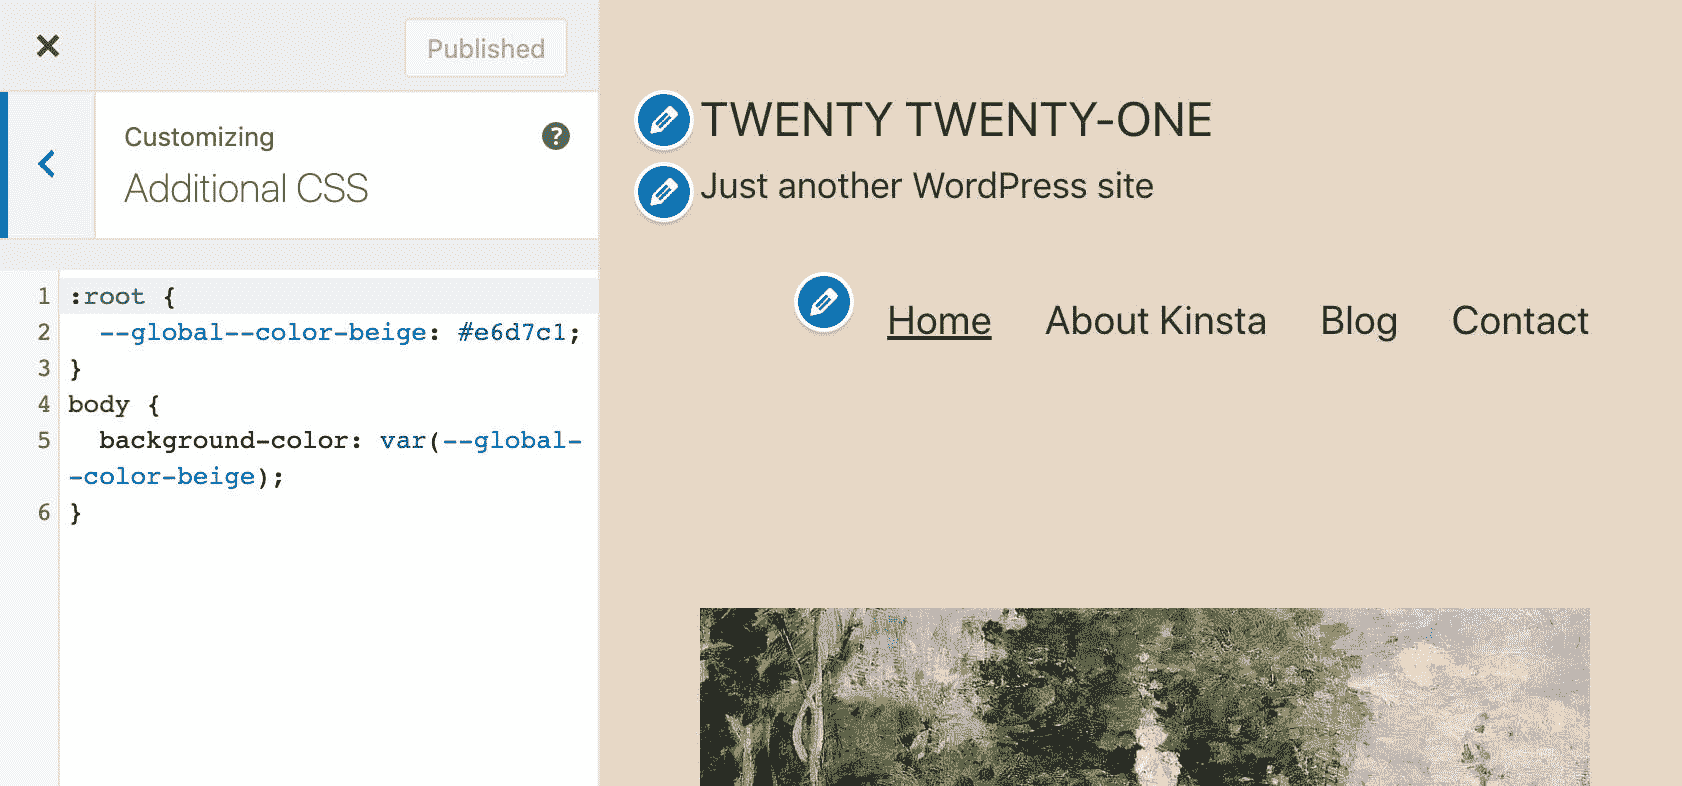 Published
Customizing
?
Additional CSS
1 :root {
2 --global--color-beige: #e6d7c1;
3 }
4 body {
5 background-color: var(--global-
-color-beige);
6 }
TWENTY TWENTY-ONE
Just another WordPress site
Home About Kinsta Blog Contact